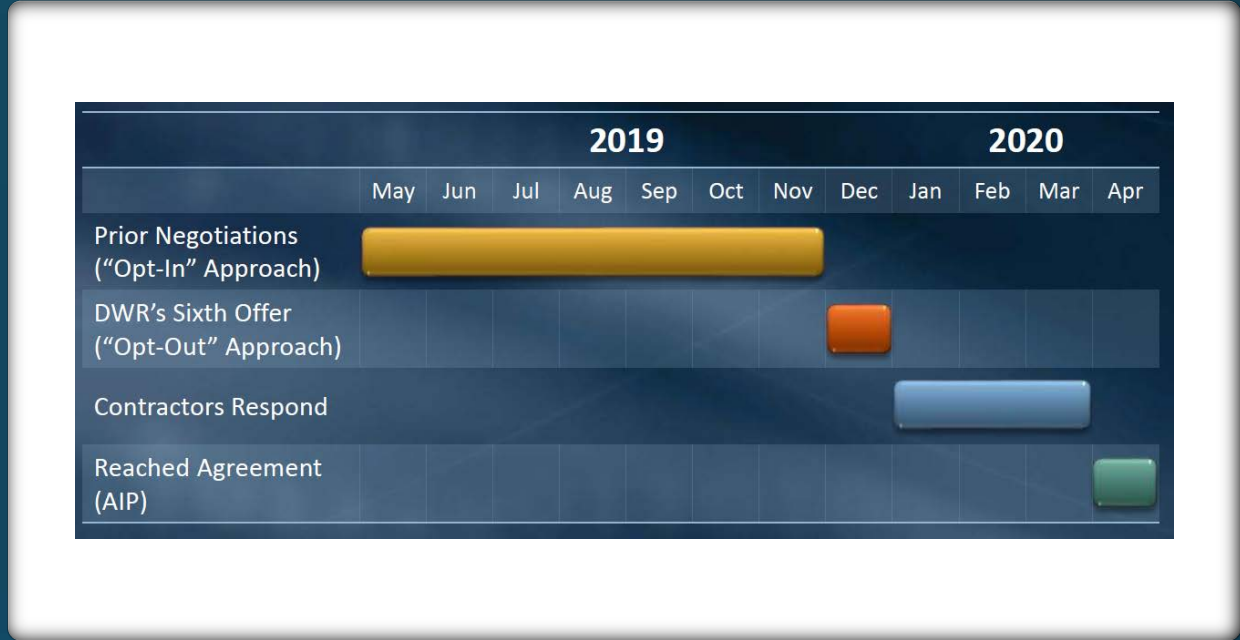 2019 2020
May Jun Jul Aug Sep Oct Nov Dec Jan Feb Mar Apr
Prior Negotiations
(“Opt-In” Approach)
DWR’s Sixth Offer
(“Opt-Out” Approach)
Contractors Respond
Reached Agreement
(AIP)